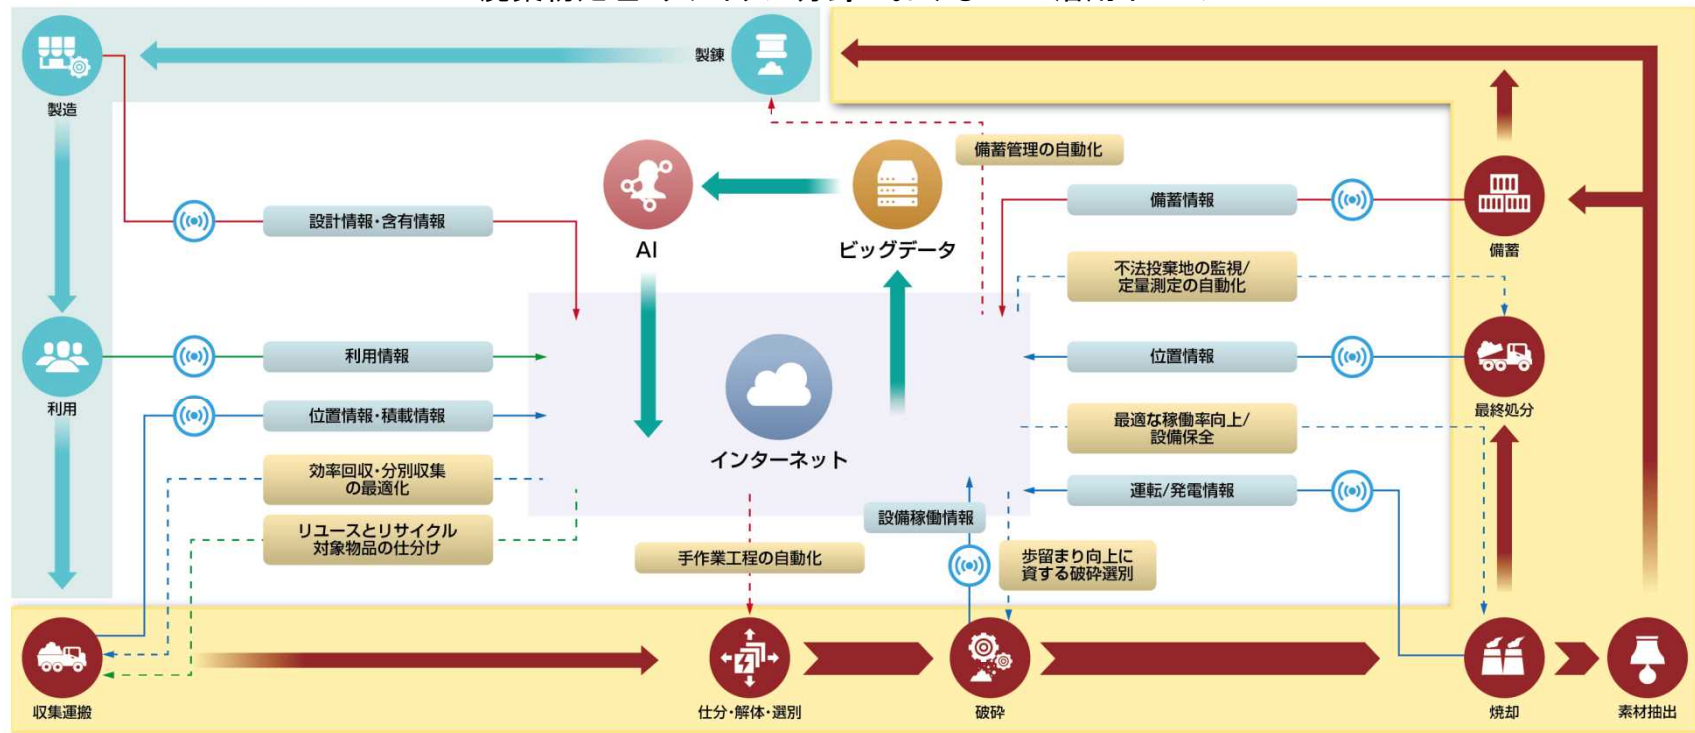 製錬
製造
備蓄管理の自動化
設計情報・含有情報
AI
ビッグデータ
備蓄情報
備蓄
不法投棄地の監視/
定量測定の自動化
利用情報
位置情報
利用
位置情報・積載情報
最終処分
最適な稼働率向上/
設備保全
インターネット
効率回収・分別収集
の最適化
運転/発電情報
設備稼働情報
リユースとリサイクル
対象物品の仕分け
手作業工程の自動化
歩留まり向上に
資する破砕選別
収集運搬
仕分・解体・選別
破砕
焼却
素材抽出